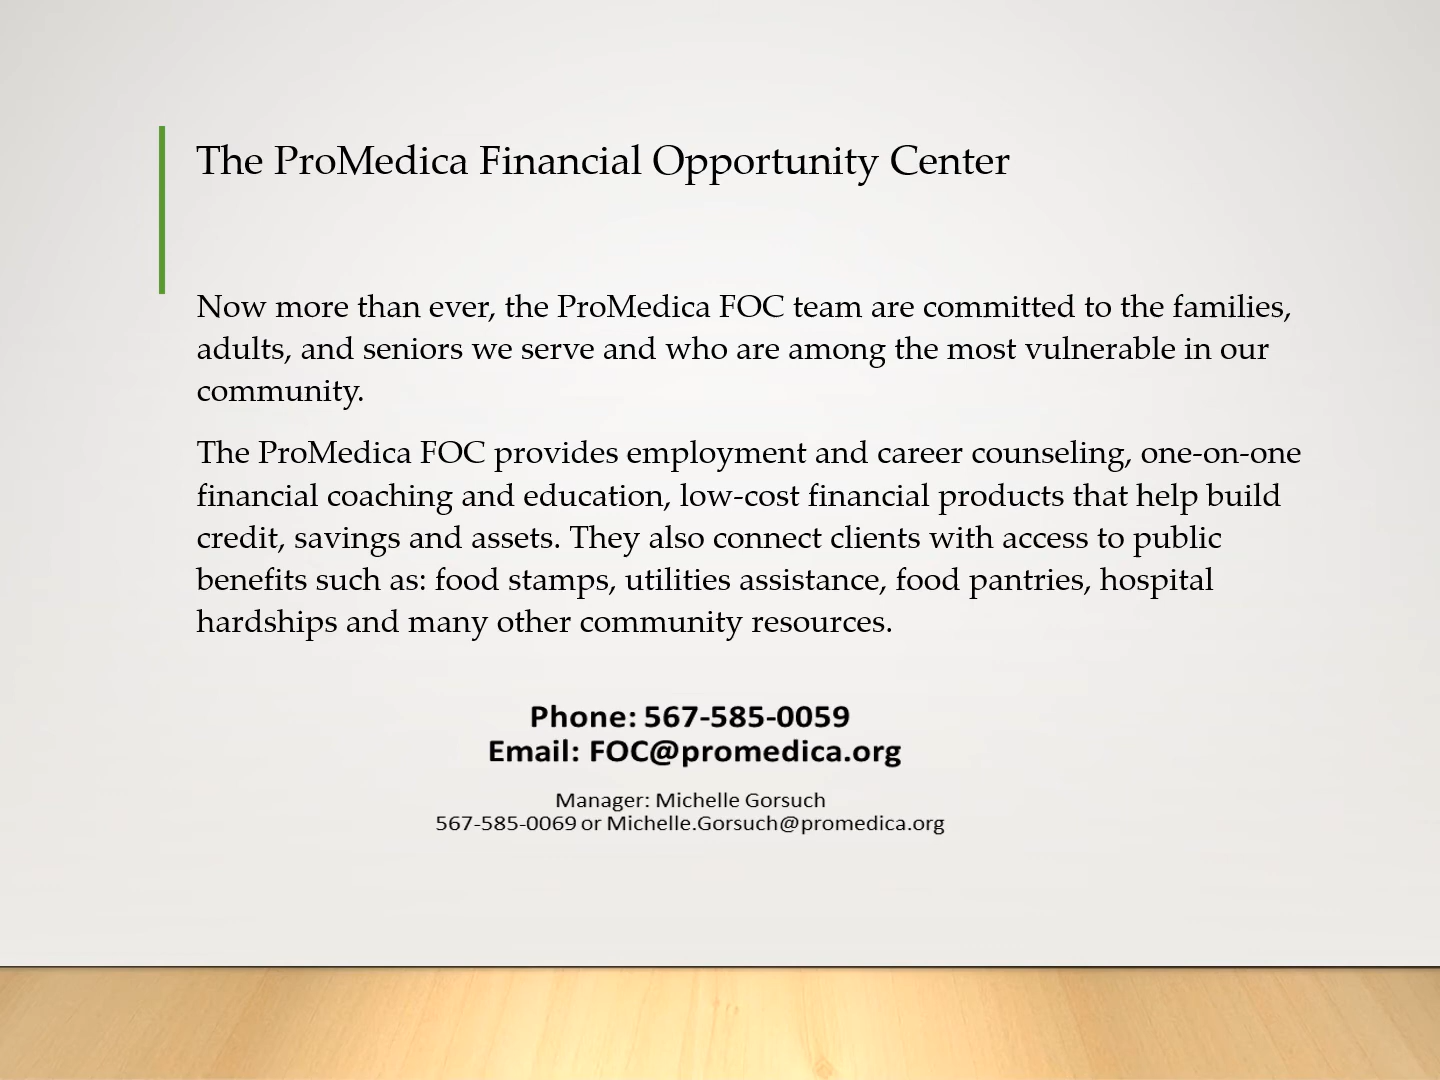 The ProMedica Financial Opportunity Center
Now more than ever, the ProMedica FOC team are committed to the families,
adults, and seniors we serve and who are among the most vulnerable in our
community.
The ProMedica FOC provides employment and career counseling, one-on-one
financial coaching and education, low-cost financial products that help build
credit, savings and assets. They also connect clients with access to public
benefits such as: food stamps, utilities assistance, food pantries, hospital
hardships and many other community resources.
Phone: 567-585-0059
Email: FOC@promedica.org
Manager: Michelle Gorsuch
567-585-0069 or Michelle.Gorsuch@promedica.org